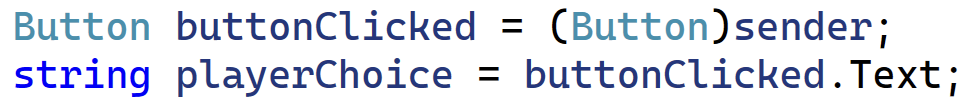 Button buttonClicked = (Button)sender;
string playerChoice = buttonClicked.Text;